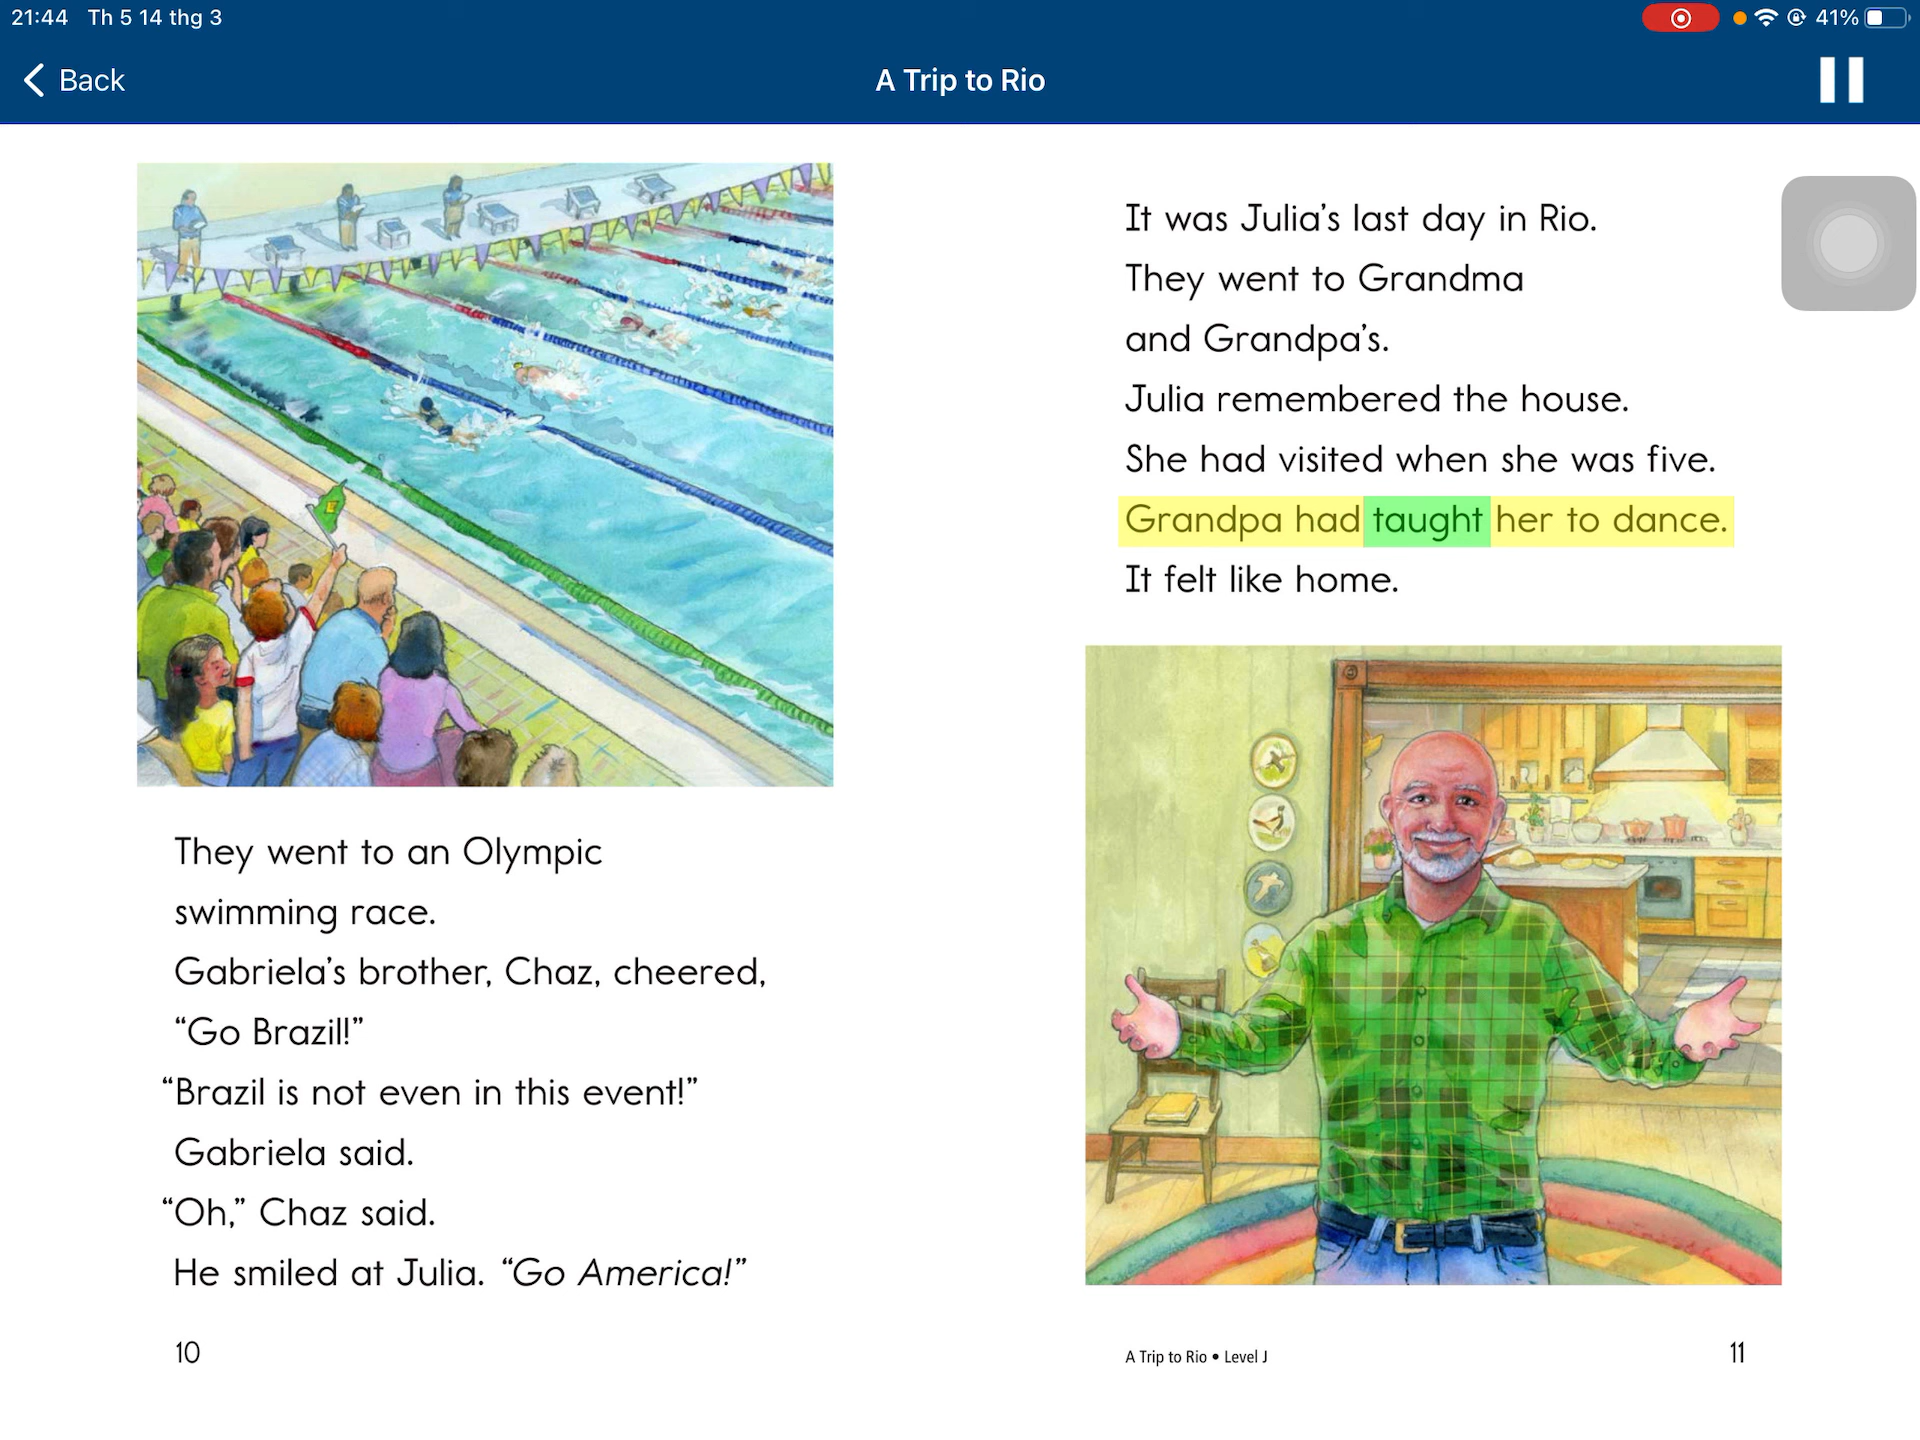 21:44 Th 5 14 thg 3
41%
Back
A Trip to Rio
They went to an Olympic
swimming race.
Gabriela’s brother, Chaz, cheered,
“Go Brazil!”
“Brazil is not even in this event!”
Gabriela said.
“Oh,” Chaz said.
He smiled at Julia. “Go America!”
10
It was Julia’s last day in Rio.
They went to Grandma
and Grandpa’s.
Julia remembered the house.
She had visited when she was five.
Grandpa had taught her to dance.
It felt like home.
A Trip to Rio • Level J
11